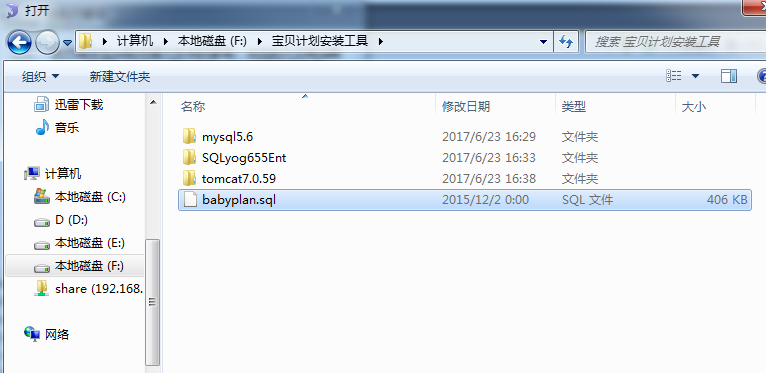 打开
计算机 本地磁盘 (F:) 宝贝计划安装工具
搜索 宝贝计划安装工具
组织 新建文件夹
迅雷下载
音乐
计算机
本地磁盘 (C:)
D (D:)
本地磁盘 (E:)
本地磁盘 (F:)
share (192.168.
网络
名称 修改日期 类型 大小
mysql5.6 2017/6/23 16:29 文件夹
SQLyog655Ent 2017/6/23 16:33 文件夹
tomcat7.0.59 2017/6/23 16:38 文件夹
babyplan.sql 2015/12/2 0:00 SQL 文件 406 KB